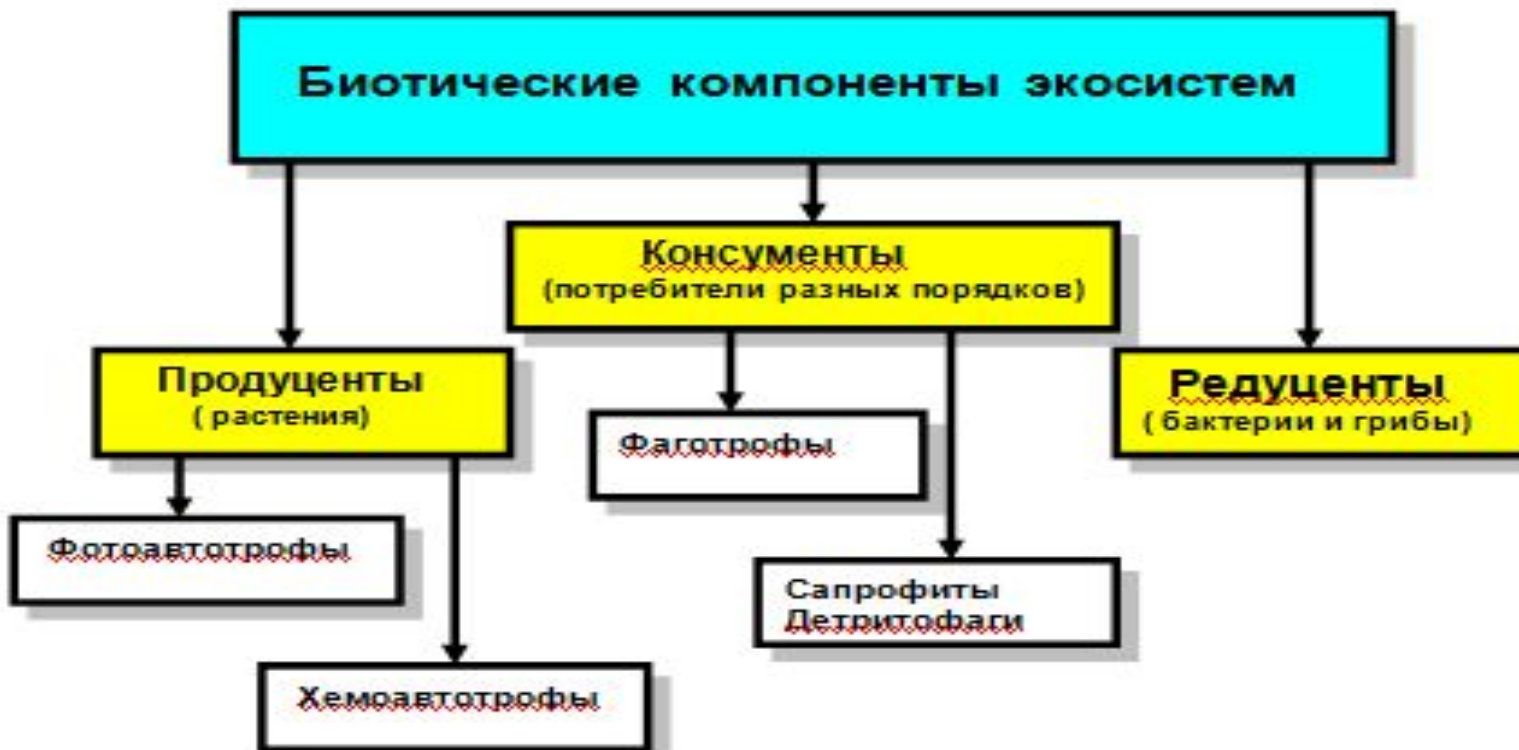 Биотические компоненты экосистем
Консументы
(потребители разных порядков)
Продуценты
( растения)
Редуценты
( бактерии и грибы)
Фаготрофы
Фотоавтотрофы
Сапрофиты
Детритофаги
Хемоавтотрофы